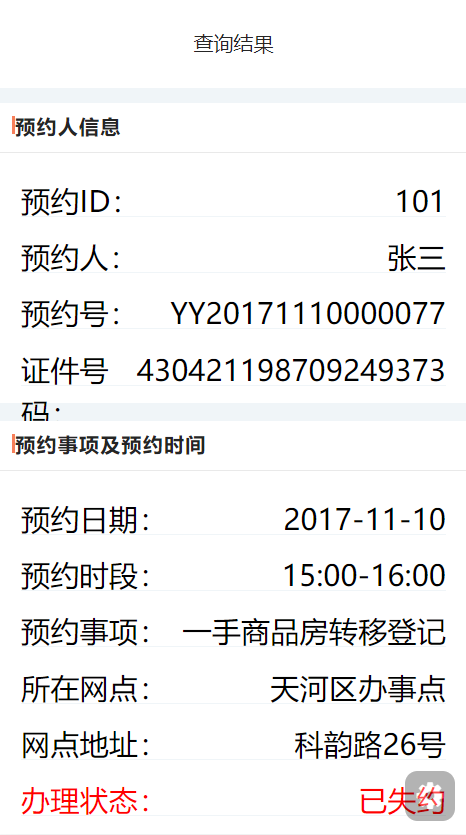 查询结果
预约人信息
预约ID： 101
预约人： 张三
预约号： YY20171110000077
证件号 430421198709249373
码：
预约事项及预约时间
预约日期： 2017-11-10
预约时段： 15:00-16:00
预约事项： 一手商品房转移登记
所在网点： 天河区办事点
网点地址： 科韵路26号
办理状态： 已失约